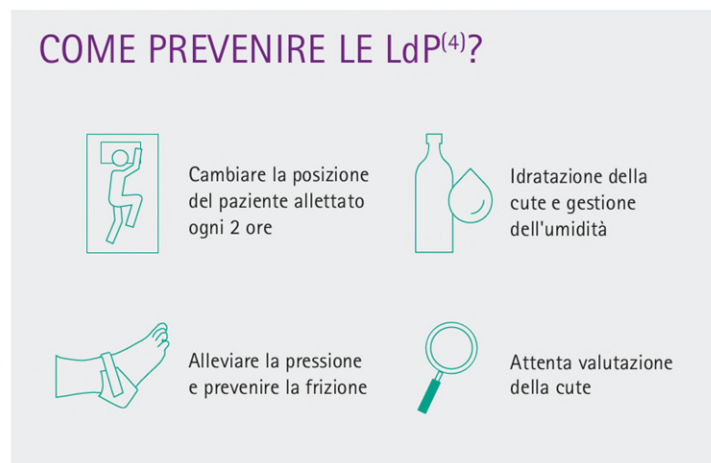 COME PREVENIRE LE LdP(4)?
Cambiare la posizione
del paziente allettato
ogni 2 ore
Idratazione della
cute e gestione
dell'umidità
Alleviare la pressione
e prevenire la frizione
Attenta valutazione
della cute